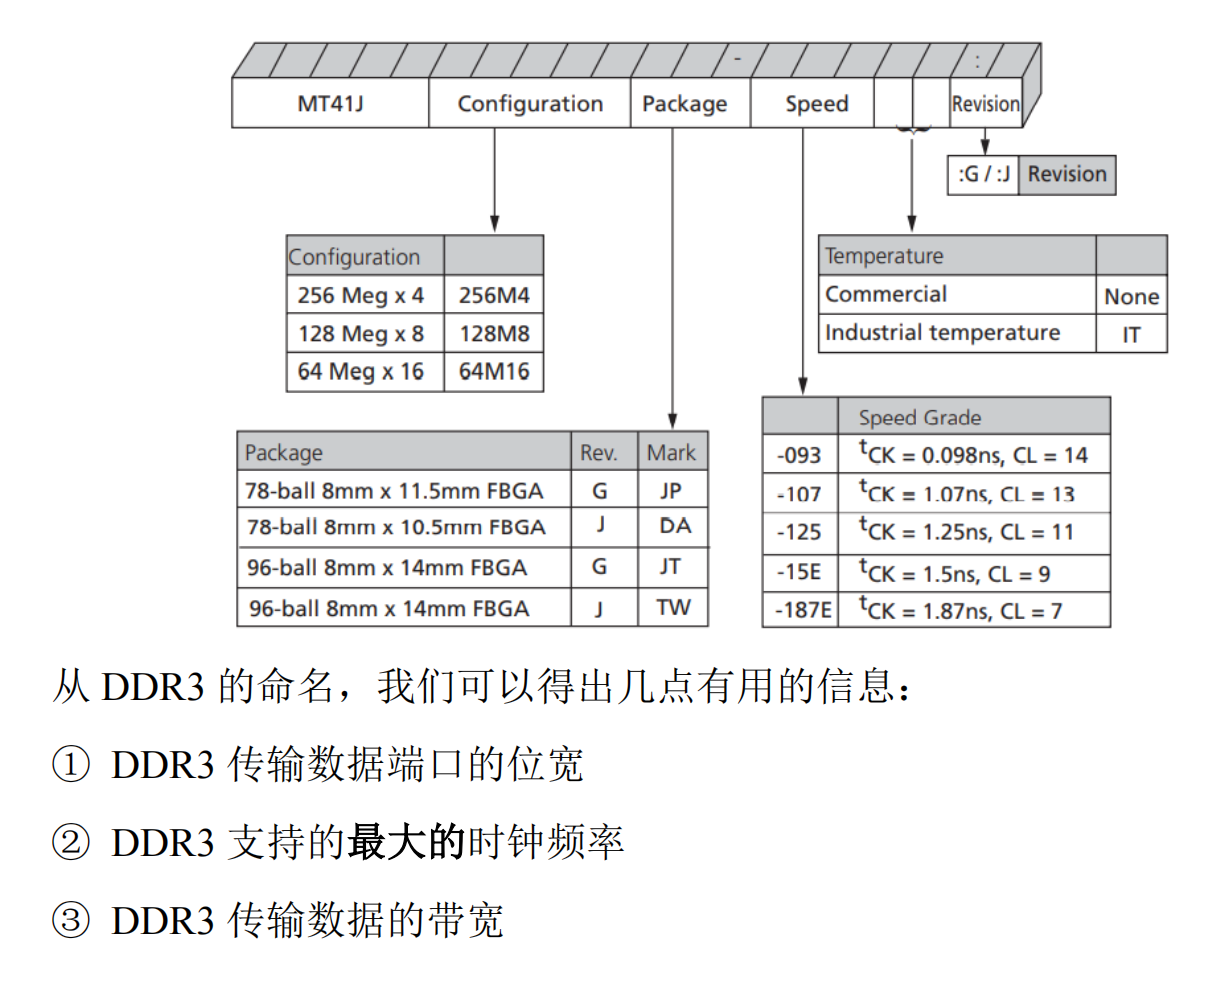 - :
MT41J Configuration Package Speed Revision
:G / :J Revision
Configuration
256 Meg x 4 256M4
128 Meg x 8 128M8
64 Meg x 16 64M16
Temperature
Commercial None
Industrial temperature IT
Package Rev. Mark
78-ball 8mm x 11.5mm FBGA G JP
78-ball 8mm x 10.5mm FBGA J DA
96-ball 8mm x 14mm FBGA G JT
96-ball 8mm x 14mm FBGA J TW
Speed Grade
-093 tCK = 0.098ns, CL = 14
-107 tCK = 1.07ns, CL = 13
-125 tCK = 1.25ns, CL = 11
-15E tCK = 1.5ns, CL = 9
-187E tCK = 1.87ns, CL = 7
从 DDR3 的命名，我们可以得出几点有用的信息：
① DDR3 传输数据端口的位宽
② DDR3 支持的最大的时钟频率
③ DDR3 传输数据的带宽